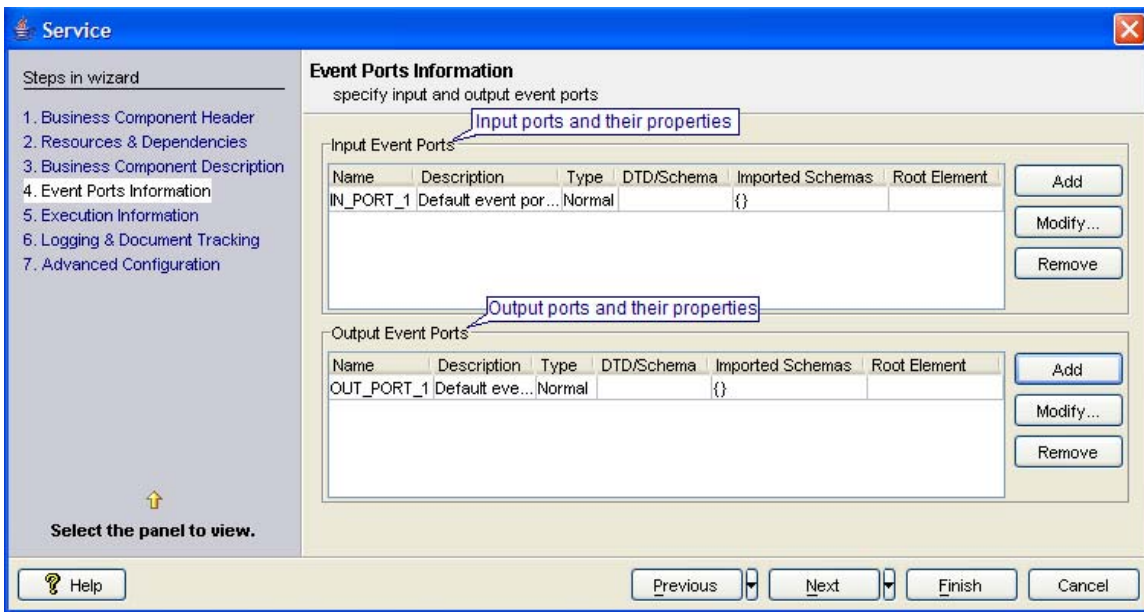 Service
Steps in wizard
1. Business Component Header
2. Resources & Dependencies
3. Business Component Description
4. Event Ports Information
5. Execution Information
6. Logging & Document Tracking
7. Advanced Configuration
Select the panel to view.
Event Ports Information
specify input and output event ports
Input ports and their properties
Input Event Ports
Name Description Type DTD/Schema Imported Schemas Root Element
IN_PORT_1 Default event por... Normal {}
Add
Modify...
Remove
Output ports and their properties
Output Event Ports
Name Description Type DTD/Schema Imported Schemas Root Element
OUT_PORT_1 Default eve... Normal {}
Add
Modify...
Remove
? Help
Previous Next Finish Cancel